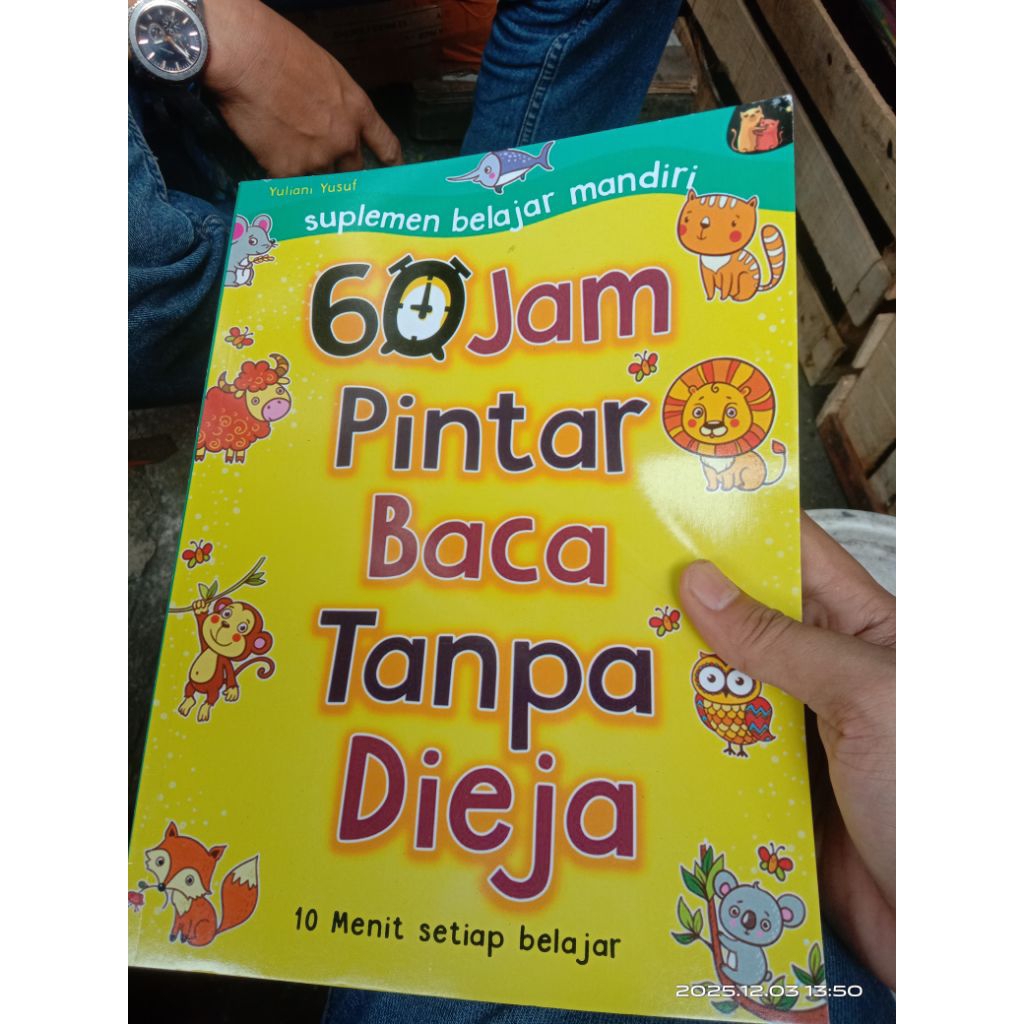 Yuliani Yusuf
suplemen belajar mandiri
60 Jam
Pintar
Baca
Tanpa
Dieja
10 Menit setiap belajar
2025.12.03 13:50